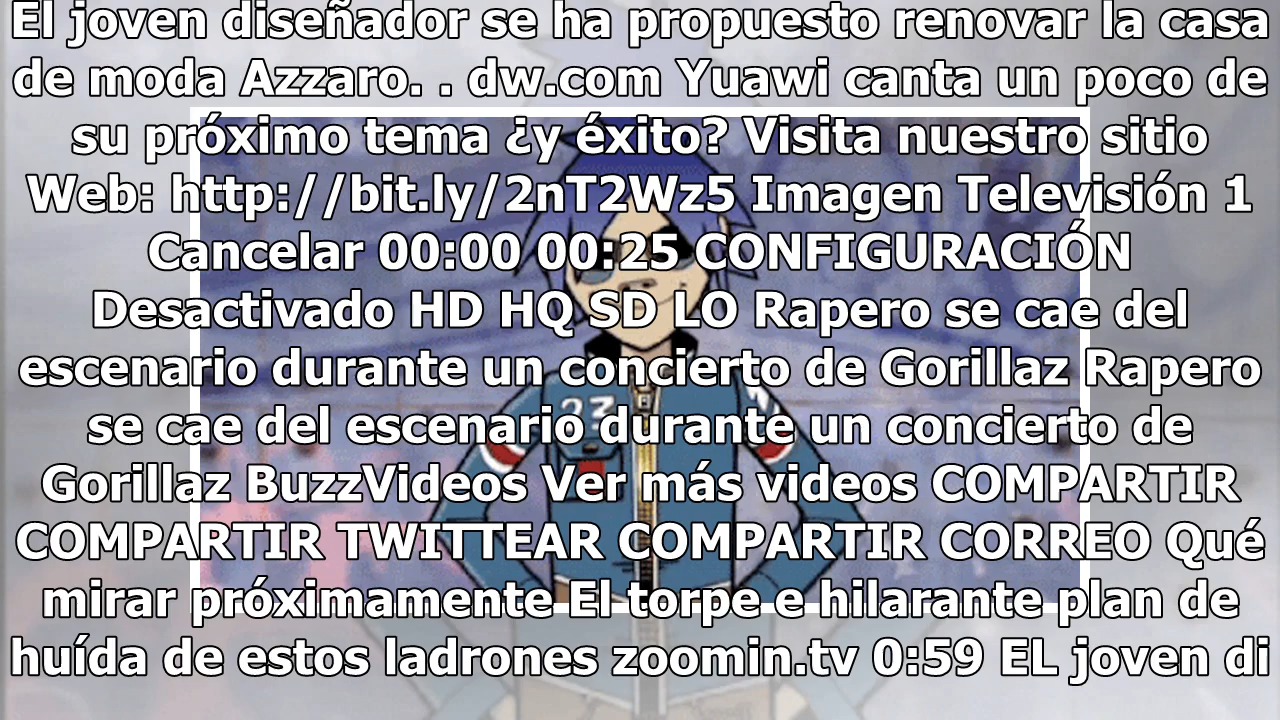 El joven diseñador se ha propuesto renovar la casa
de moda Azzaro. . dw.com Yuawi canta un poco de
su próximo tema ¿y éxito? Visita nuestro sitio
Web: http://bit.ly/2nT2Wz5 Imagen Televisión 1
Cancelar 00:00 00:25 CONFIGURACIÓN
Desactivado HD HQ SD LO Rapero se cae del
escenario durante un concierto de Gorillaz Rapero
se cae del escenario durante un concierto de
Gorillaz BuzzVideos Ver más videos COMPARTIR
COMPARTIR TWITTEAR COMPARTIR CORREO Qué
mirar próximamente El torpe e hilarante plan de
huída de estos ladrones zoomin.tv 0:59 EL joven di
23